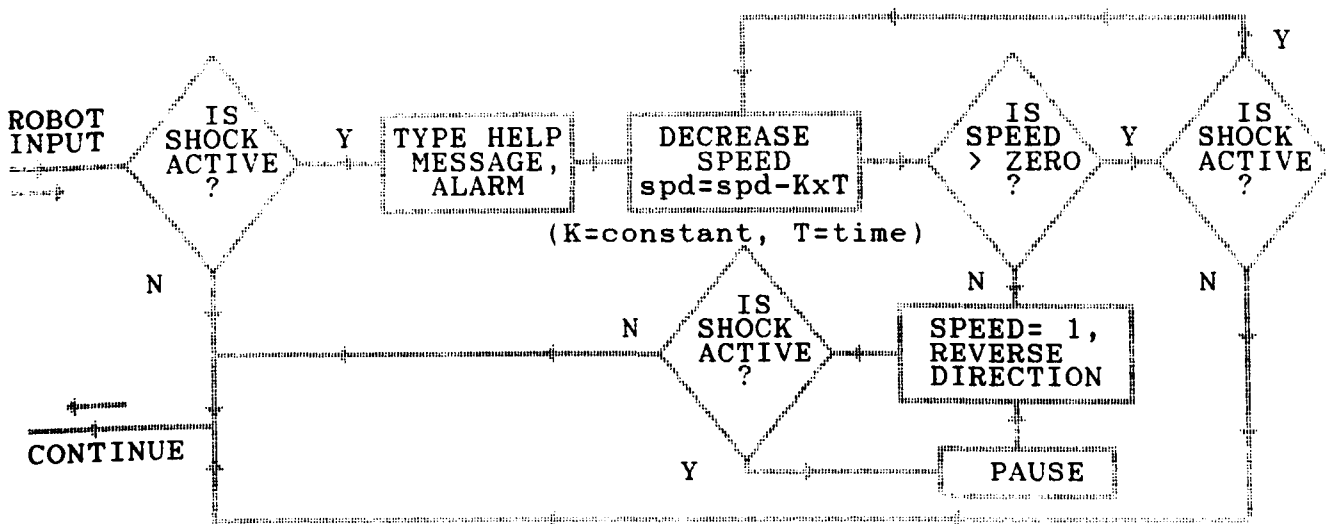 Y
ROBOT
INPUT
IS
SHOCK
ACTIVE
?
Y
TYPE HELP
MESSAGE,
ALARM
DECREASE
SPEED
spd=spd-KxT
(K=constant, T=time)
IS
SPEED
> ZERO
?
Y
IS
SHOCK
ACTIVE
?
N
N
N
N
IS
SHOCK
ACTIVE
?
SPEED= 1,
REVERSE
DIRECTION
CONTINUE
Y
PAUSE